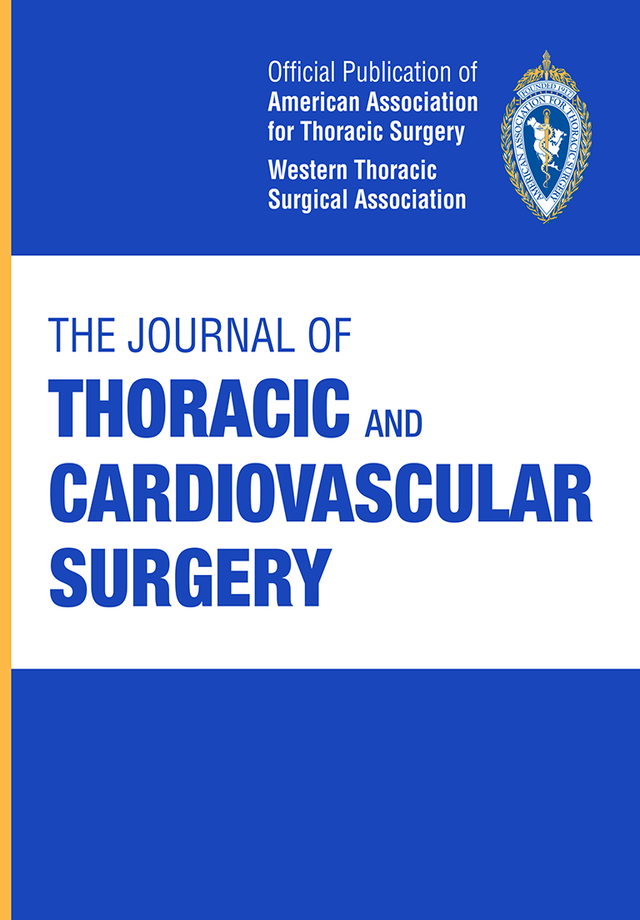 Official Publication of
American Association
for Thoracic Surgery
Western Thoracic
Surgical Association
FOUNDED 1917
AMERICAN ASSOCIATION FOR THORACIC SURGERY
THE JOURNAL OF
THORACIC AND
CARDIOVASCULAR
SURGERY